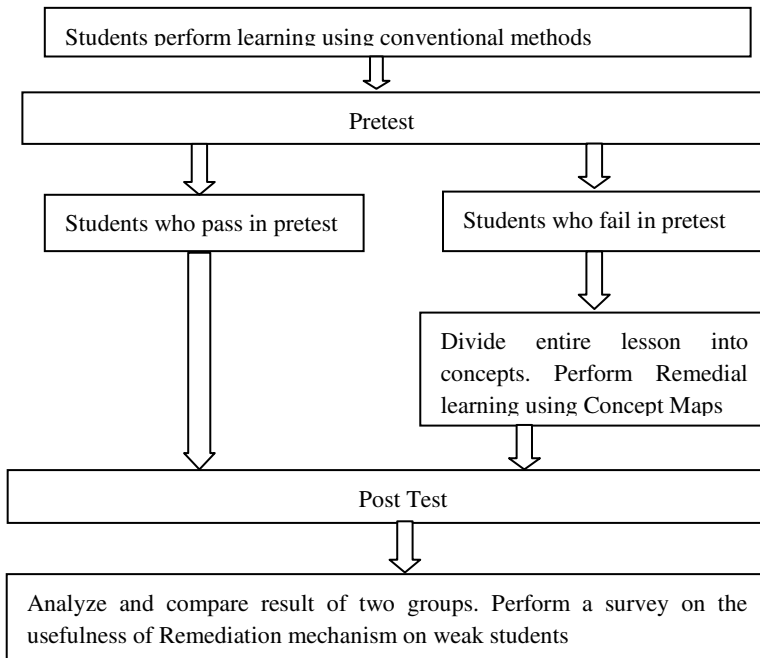 Students perform learning using conventional methods
Pretest
Students who pass in pretest
Students who fail in pretest
Divide entire lesson into
concepts. Perform Remedial
learning using Concept Maps
Post Test
Analyze and compare result of two groups. Perform a survey on the
usefulness of Remediation mechanism on weak students